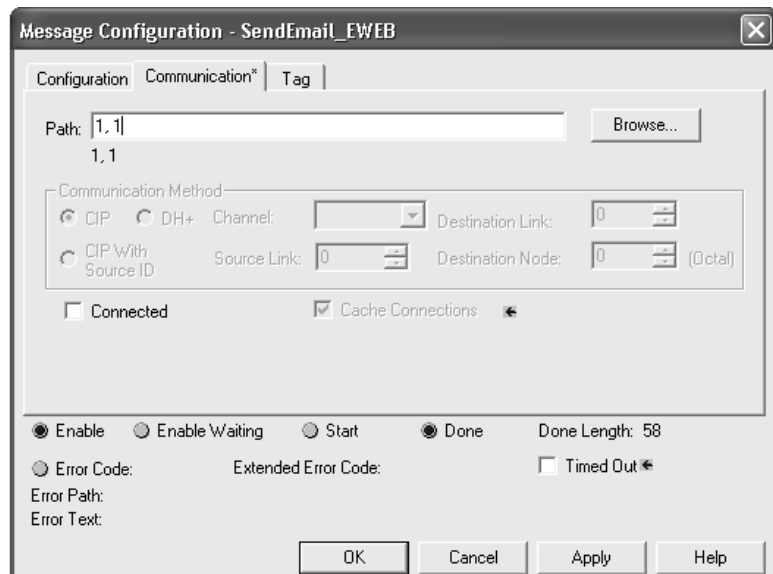 Message Configuration - SendEmail_EWEB
Configuration Communication* Tag
Path: 1, 1 Browse...
1, 1
Communication Method
CIP DH+ Channel: Destination Link: 0
CIP With Source ID Source Link: 0 Destination Node: 0 (Octal)
Connected Cache Connections
Enable Enable Waiting Start Done Done Length: 58
Error Code: Extended Error Code: Timed Out
Error Path:
Error Text:
OK Cancel Apply Help